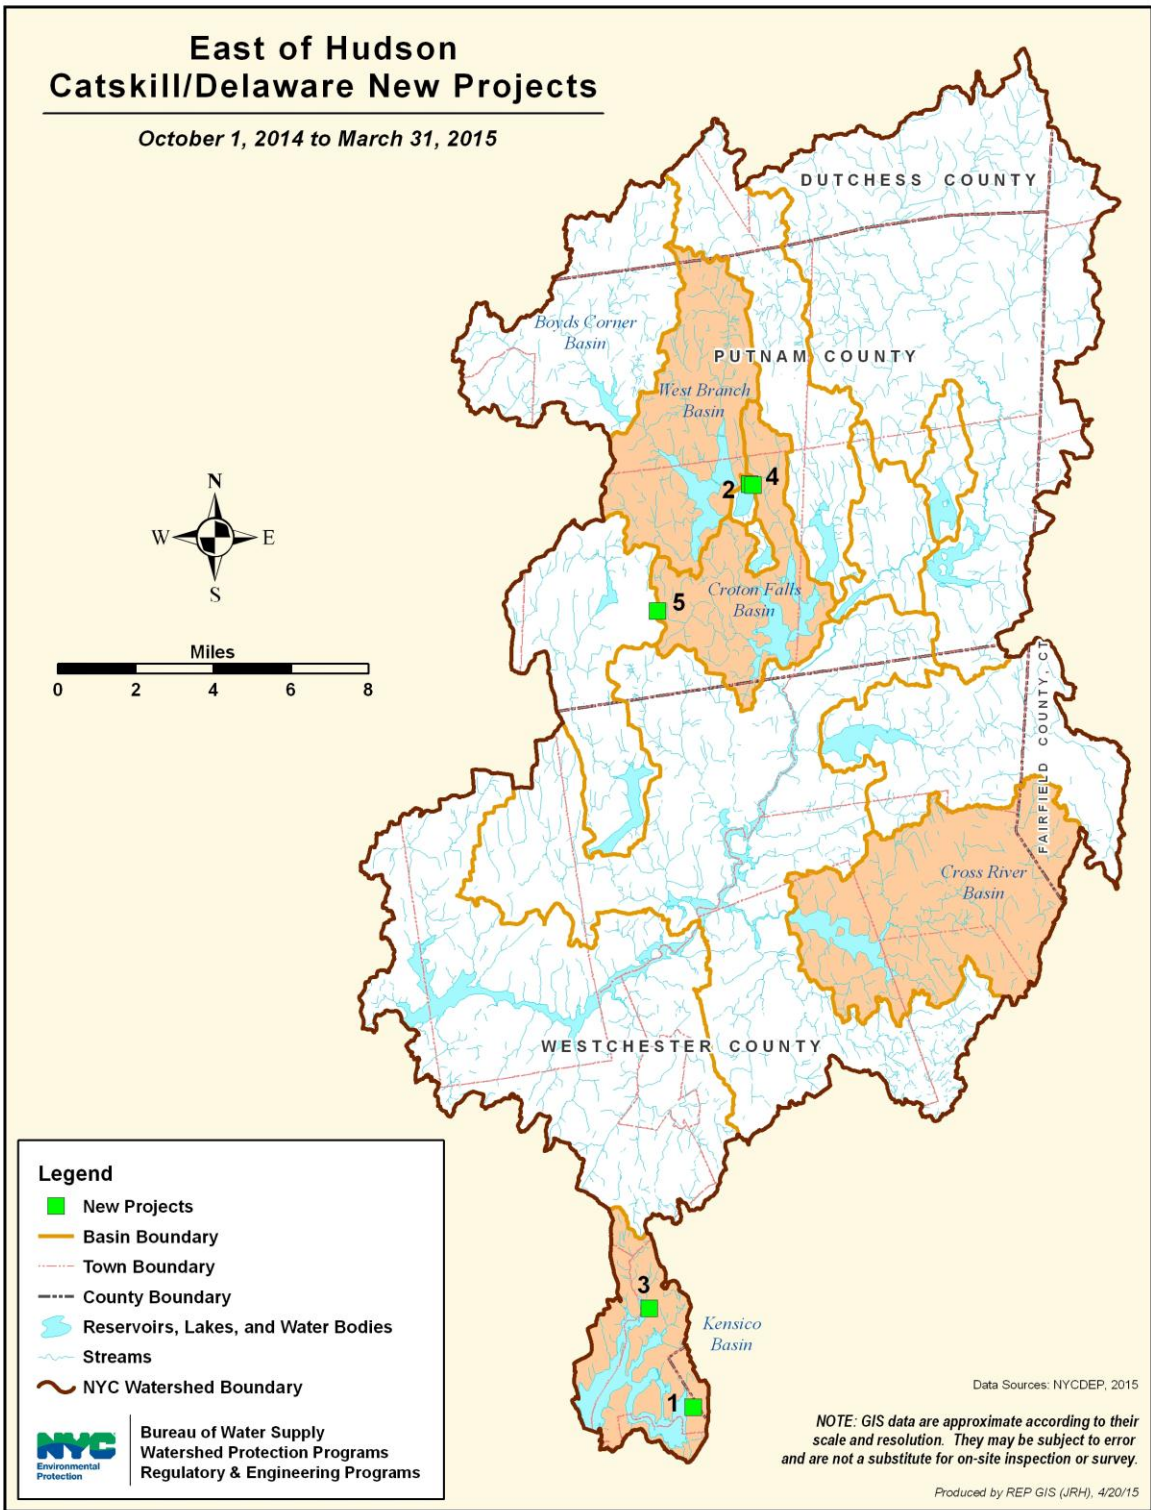 East of Hudson
Catskill/Delaware New Projects
October 1, 2014 to March 31, 2015
DUTCHESS COUNTY
Boyds Corner
Basin
PUTNAM COUNTY
West Branch
Basin
2
4
N
W
E
S
5
Croton Falls
Basin
Miles
0 2 4 6 8
FAIRFIELD COUNTY, CT
Cross River
Basin
WESTCHESTER COUNTY
Legend
New Projects
Basin Boundary
Town Boundary
County Boundary
Reservoirs, Lakes, and Water Bodies
Streams
NYC Watershed Boundary
3
Kensico
Basin
1
NYC
Environmental
Protection
Bureau of Water Supply
Watershed Protection Programs
Regulatory & Engineering Programs
Data Sources: NYCDEP, 2015
NOTE: GIS data are approximate according to their
scale and resolution. They may be subject to error
and are not a substitute for on-site inspection or survey.
Produced by REP GIS (JRH), 4/20/15